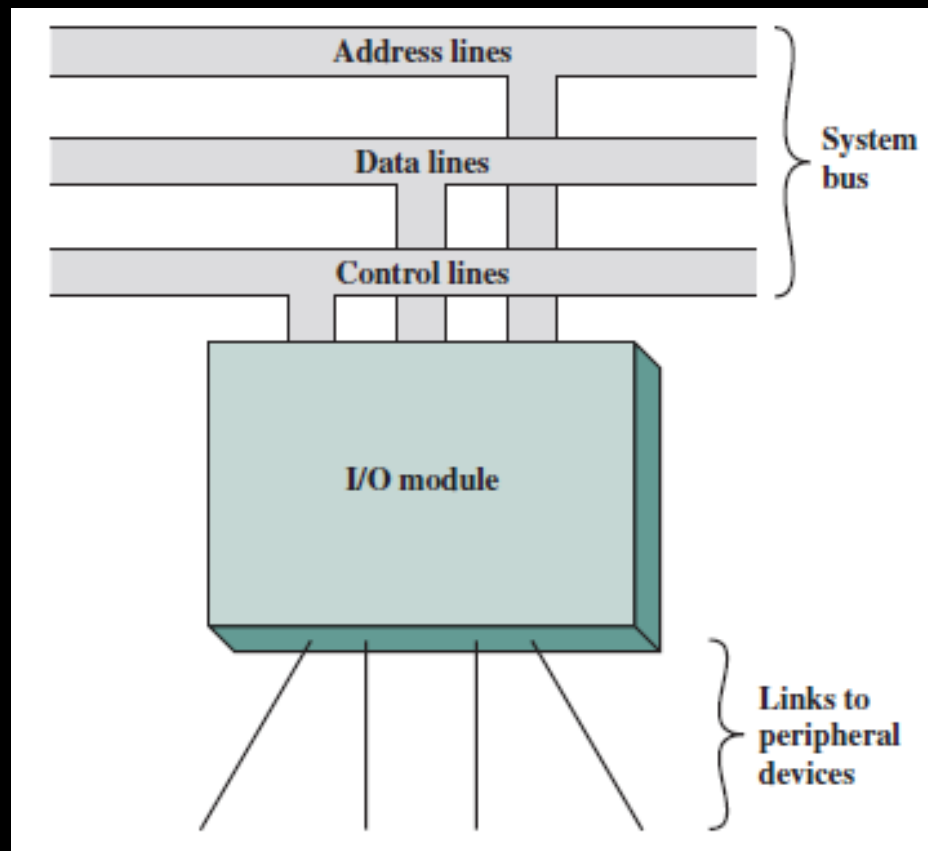 Address lines
Data lines
System
bus
Control lines
I/O module
Links to
peripheral
devices